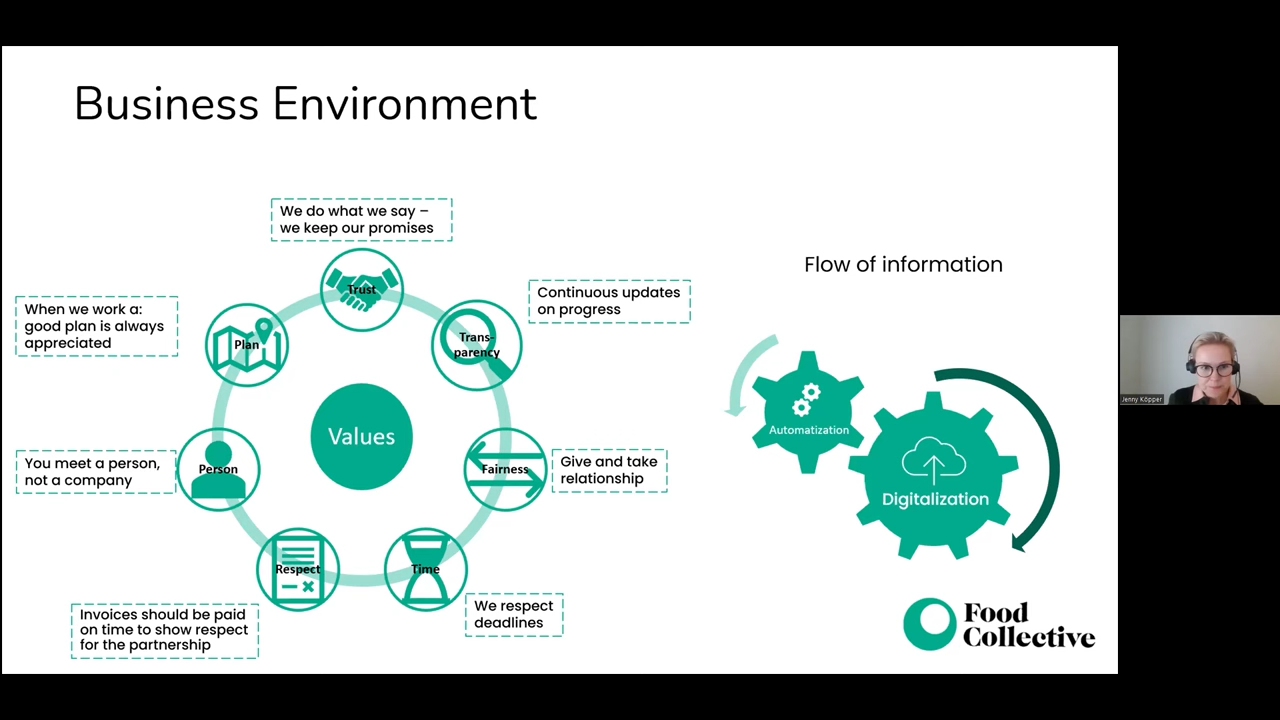 Business Environment
We do what we say –
we keep our promises
Trust
Continuous updates
on progress
Trans-
parency
When we work a:
good plan is always
appreciated
Plan
Values
You meet a person,
not a company
Person
Fairness
Give and take
relationship
Respect
Time
Invoices should be paid
on time to show respect
for the partnership
We respect
deadlines
Flow of information
Automatization
Digitalization
Food
Collective
Jenny Köpper